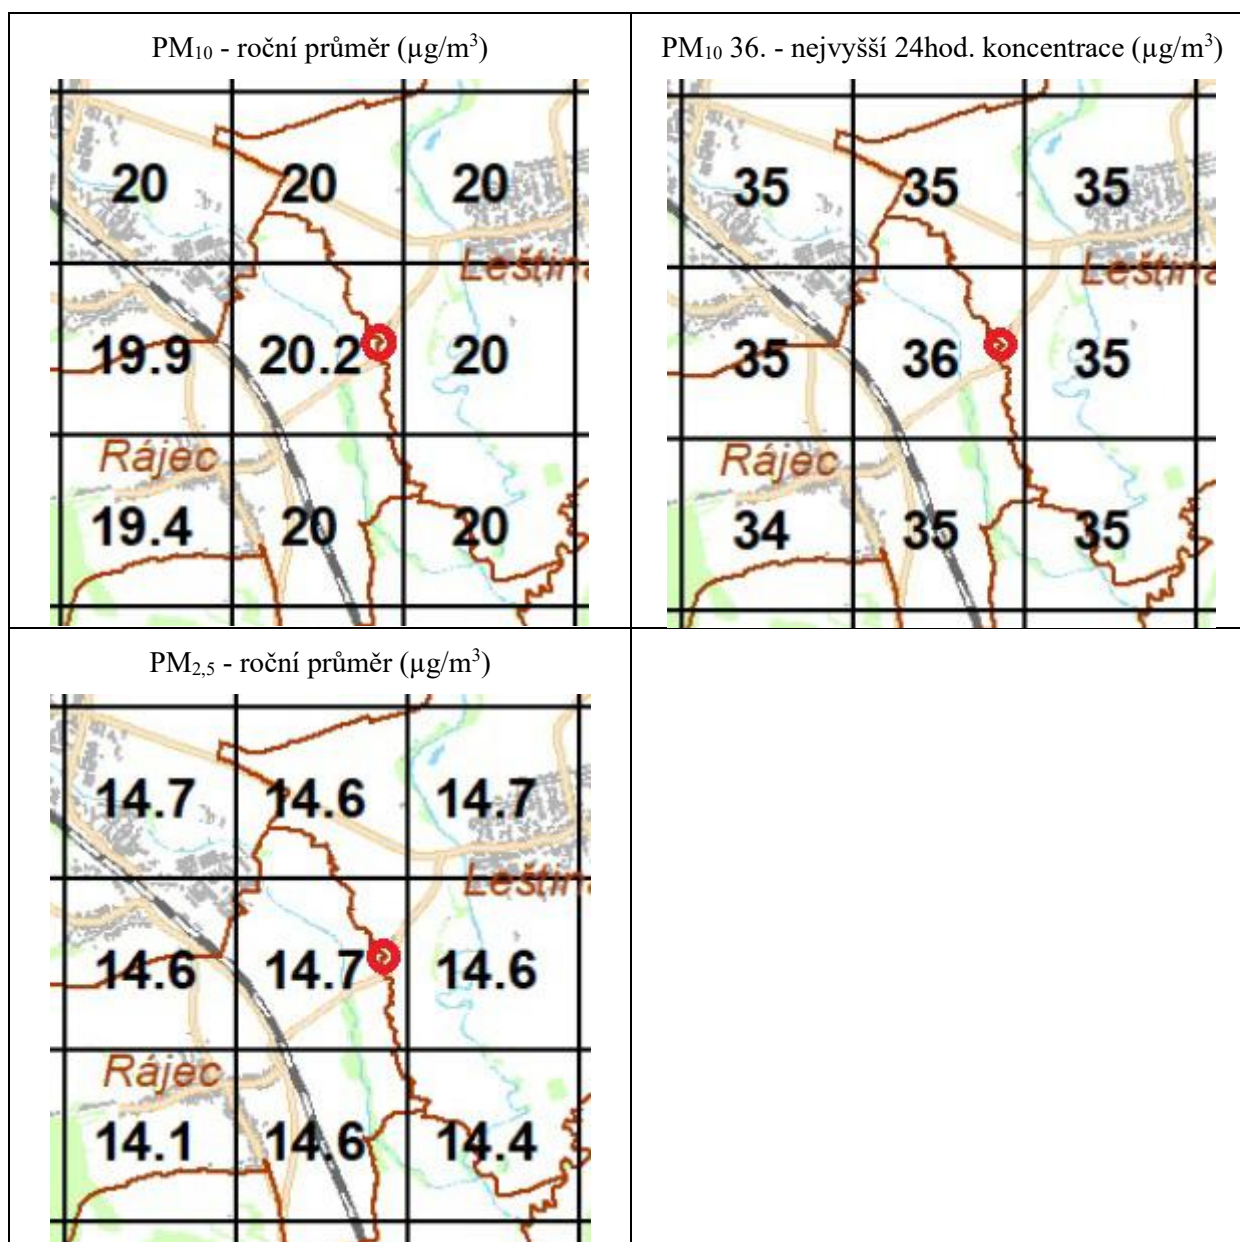 PM₁₀ - roční průměr (µg/m³)
20 20 20
Leština
19.9 20.2 20
Rájec
19.4 20 20
PM₁₀ 36. - nejvyšší 24hod. koncentrace (µg/m³)
35 35 35
Leština
35 36 35
Rájec
34 35 35
PM₂,₅ - roční průměr (µg/m³)
14.7 14.6 14.7
Leština
14.6 14.7 14.6
Rájec
14.1 14.6 14.4